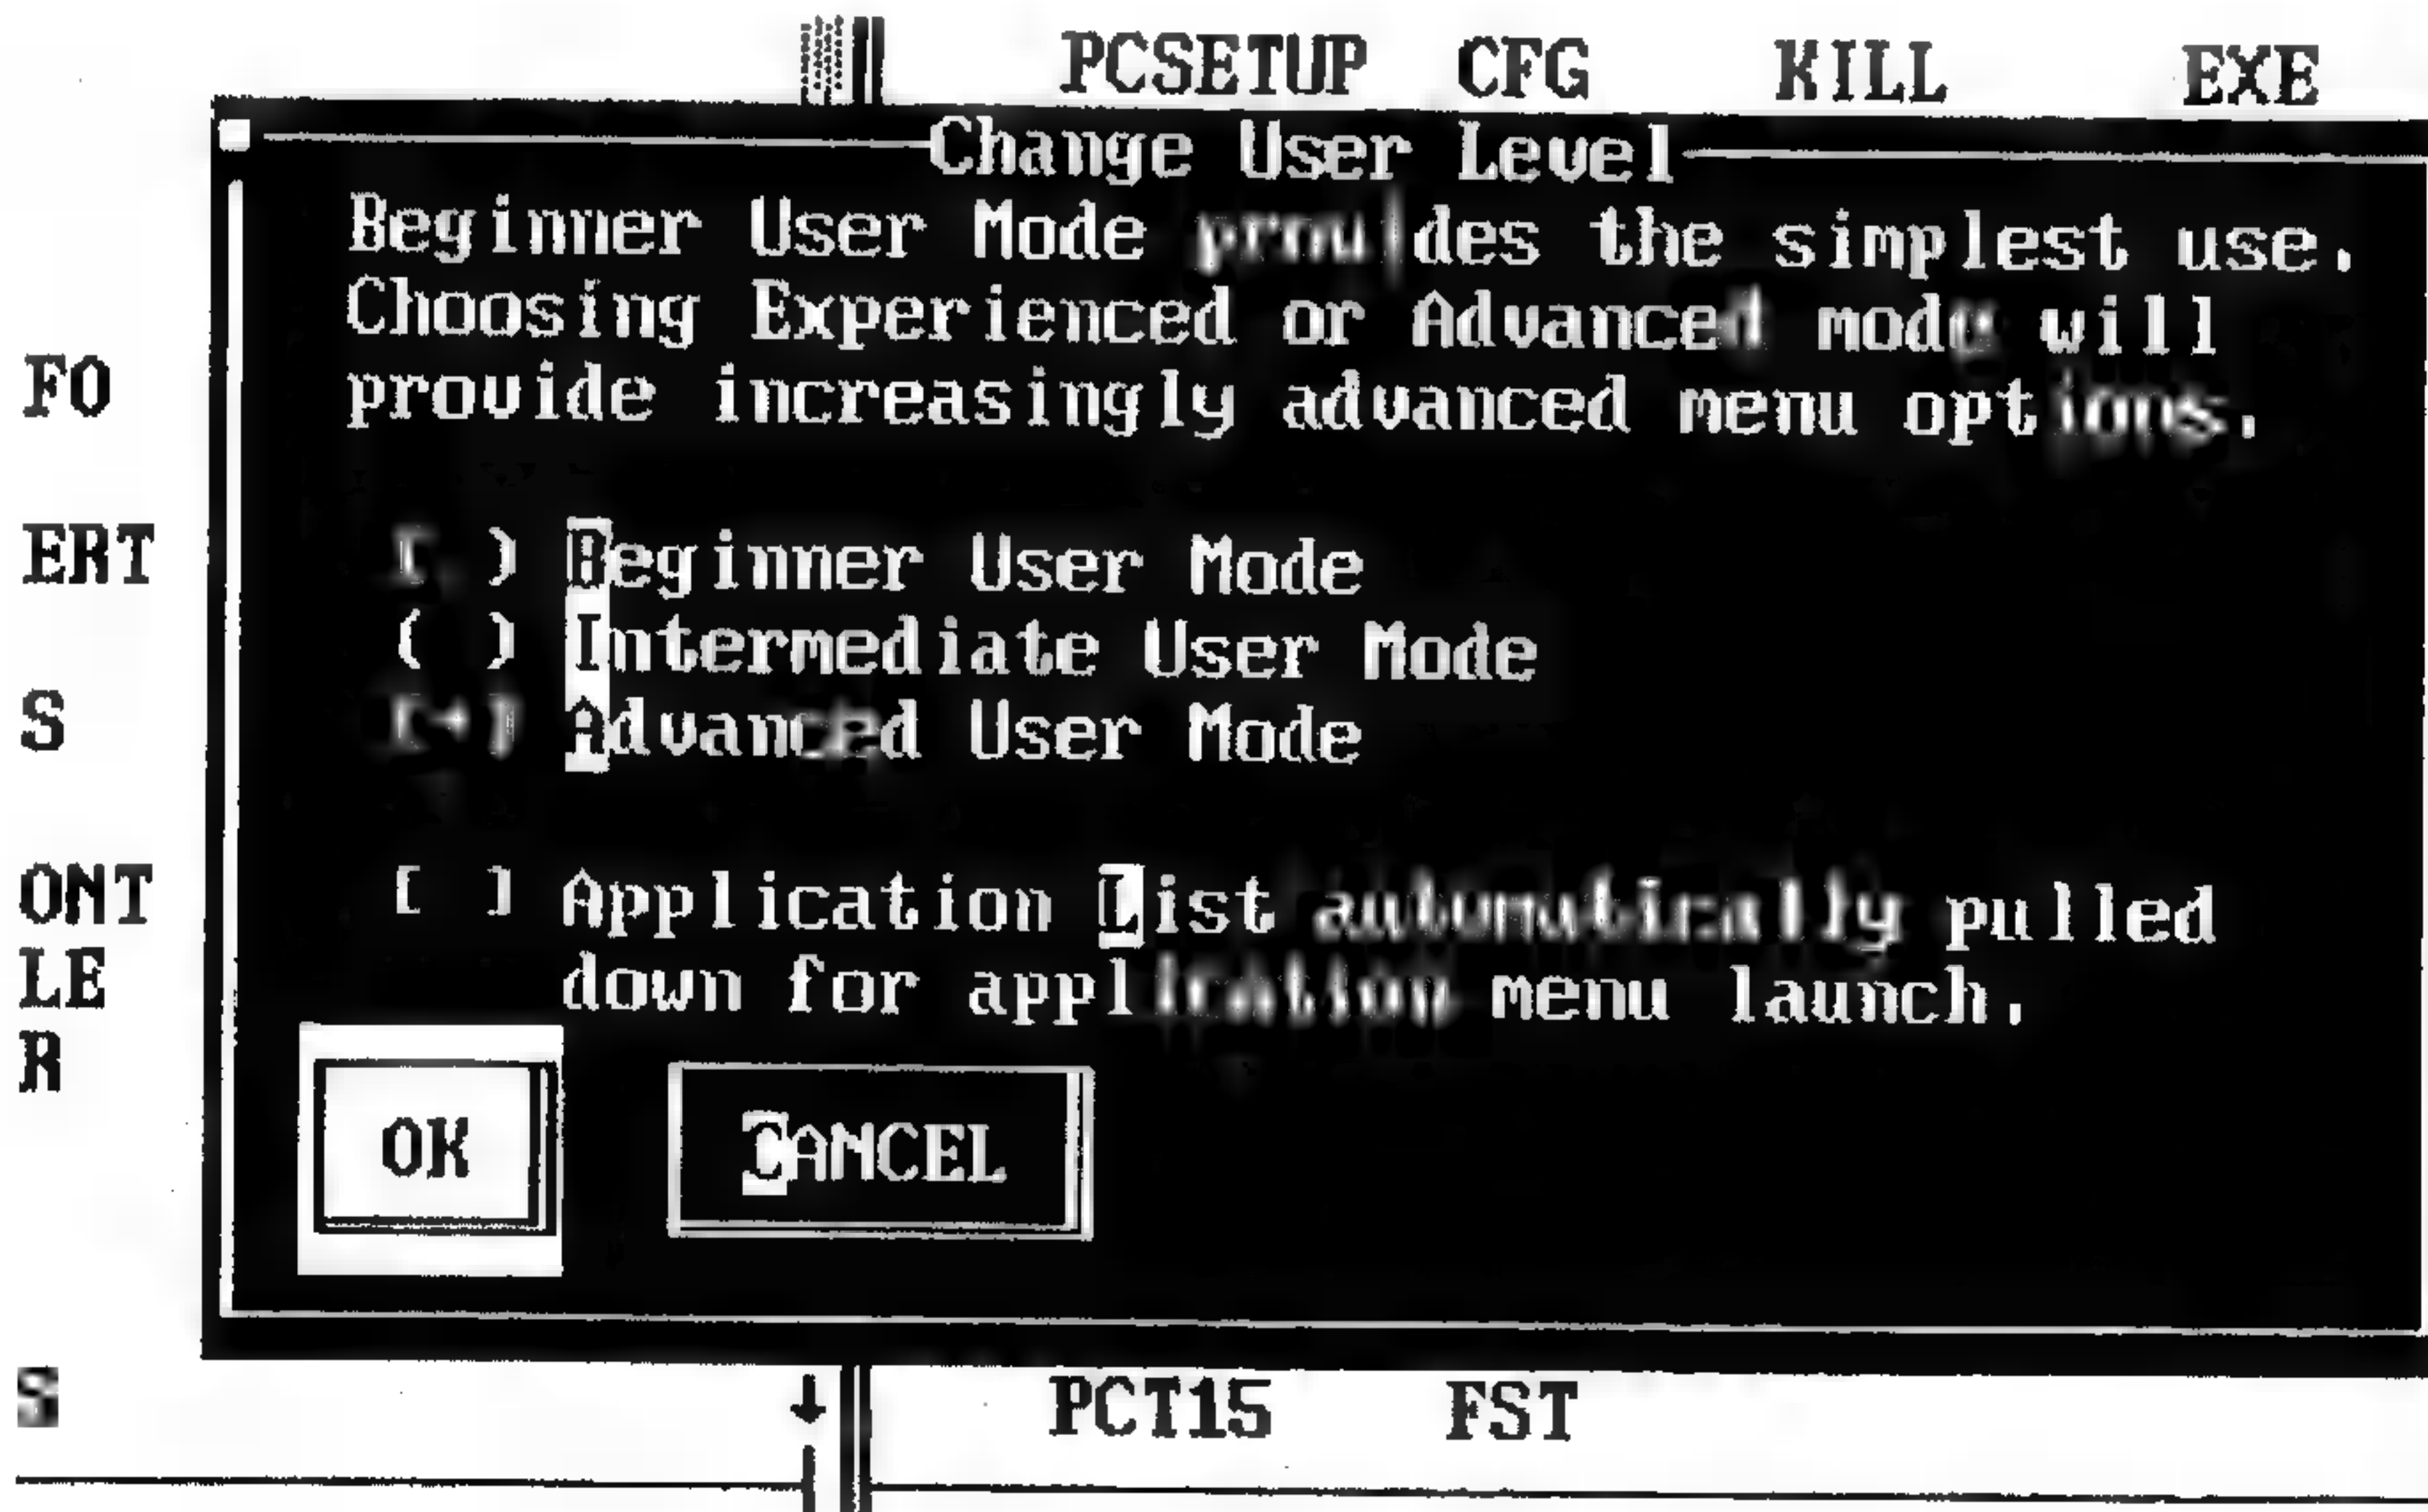 PCSETUP CFG KILL EXE
Change User Level
Beginner User Mode provides the simplest use.
Choosing Experienced or Advanced mode will
provide increasingly advanced menu options.
FO
ERT
( ) Beginner User Mode
( ) Intermediate User Mode
S
(•) Advanced User Mode
ONT
[ ] Application List automatically pulled
LE
down for application menu launch.
R
OK CANCEL
S
PCT15 FST